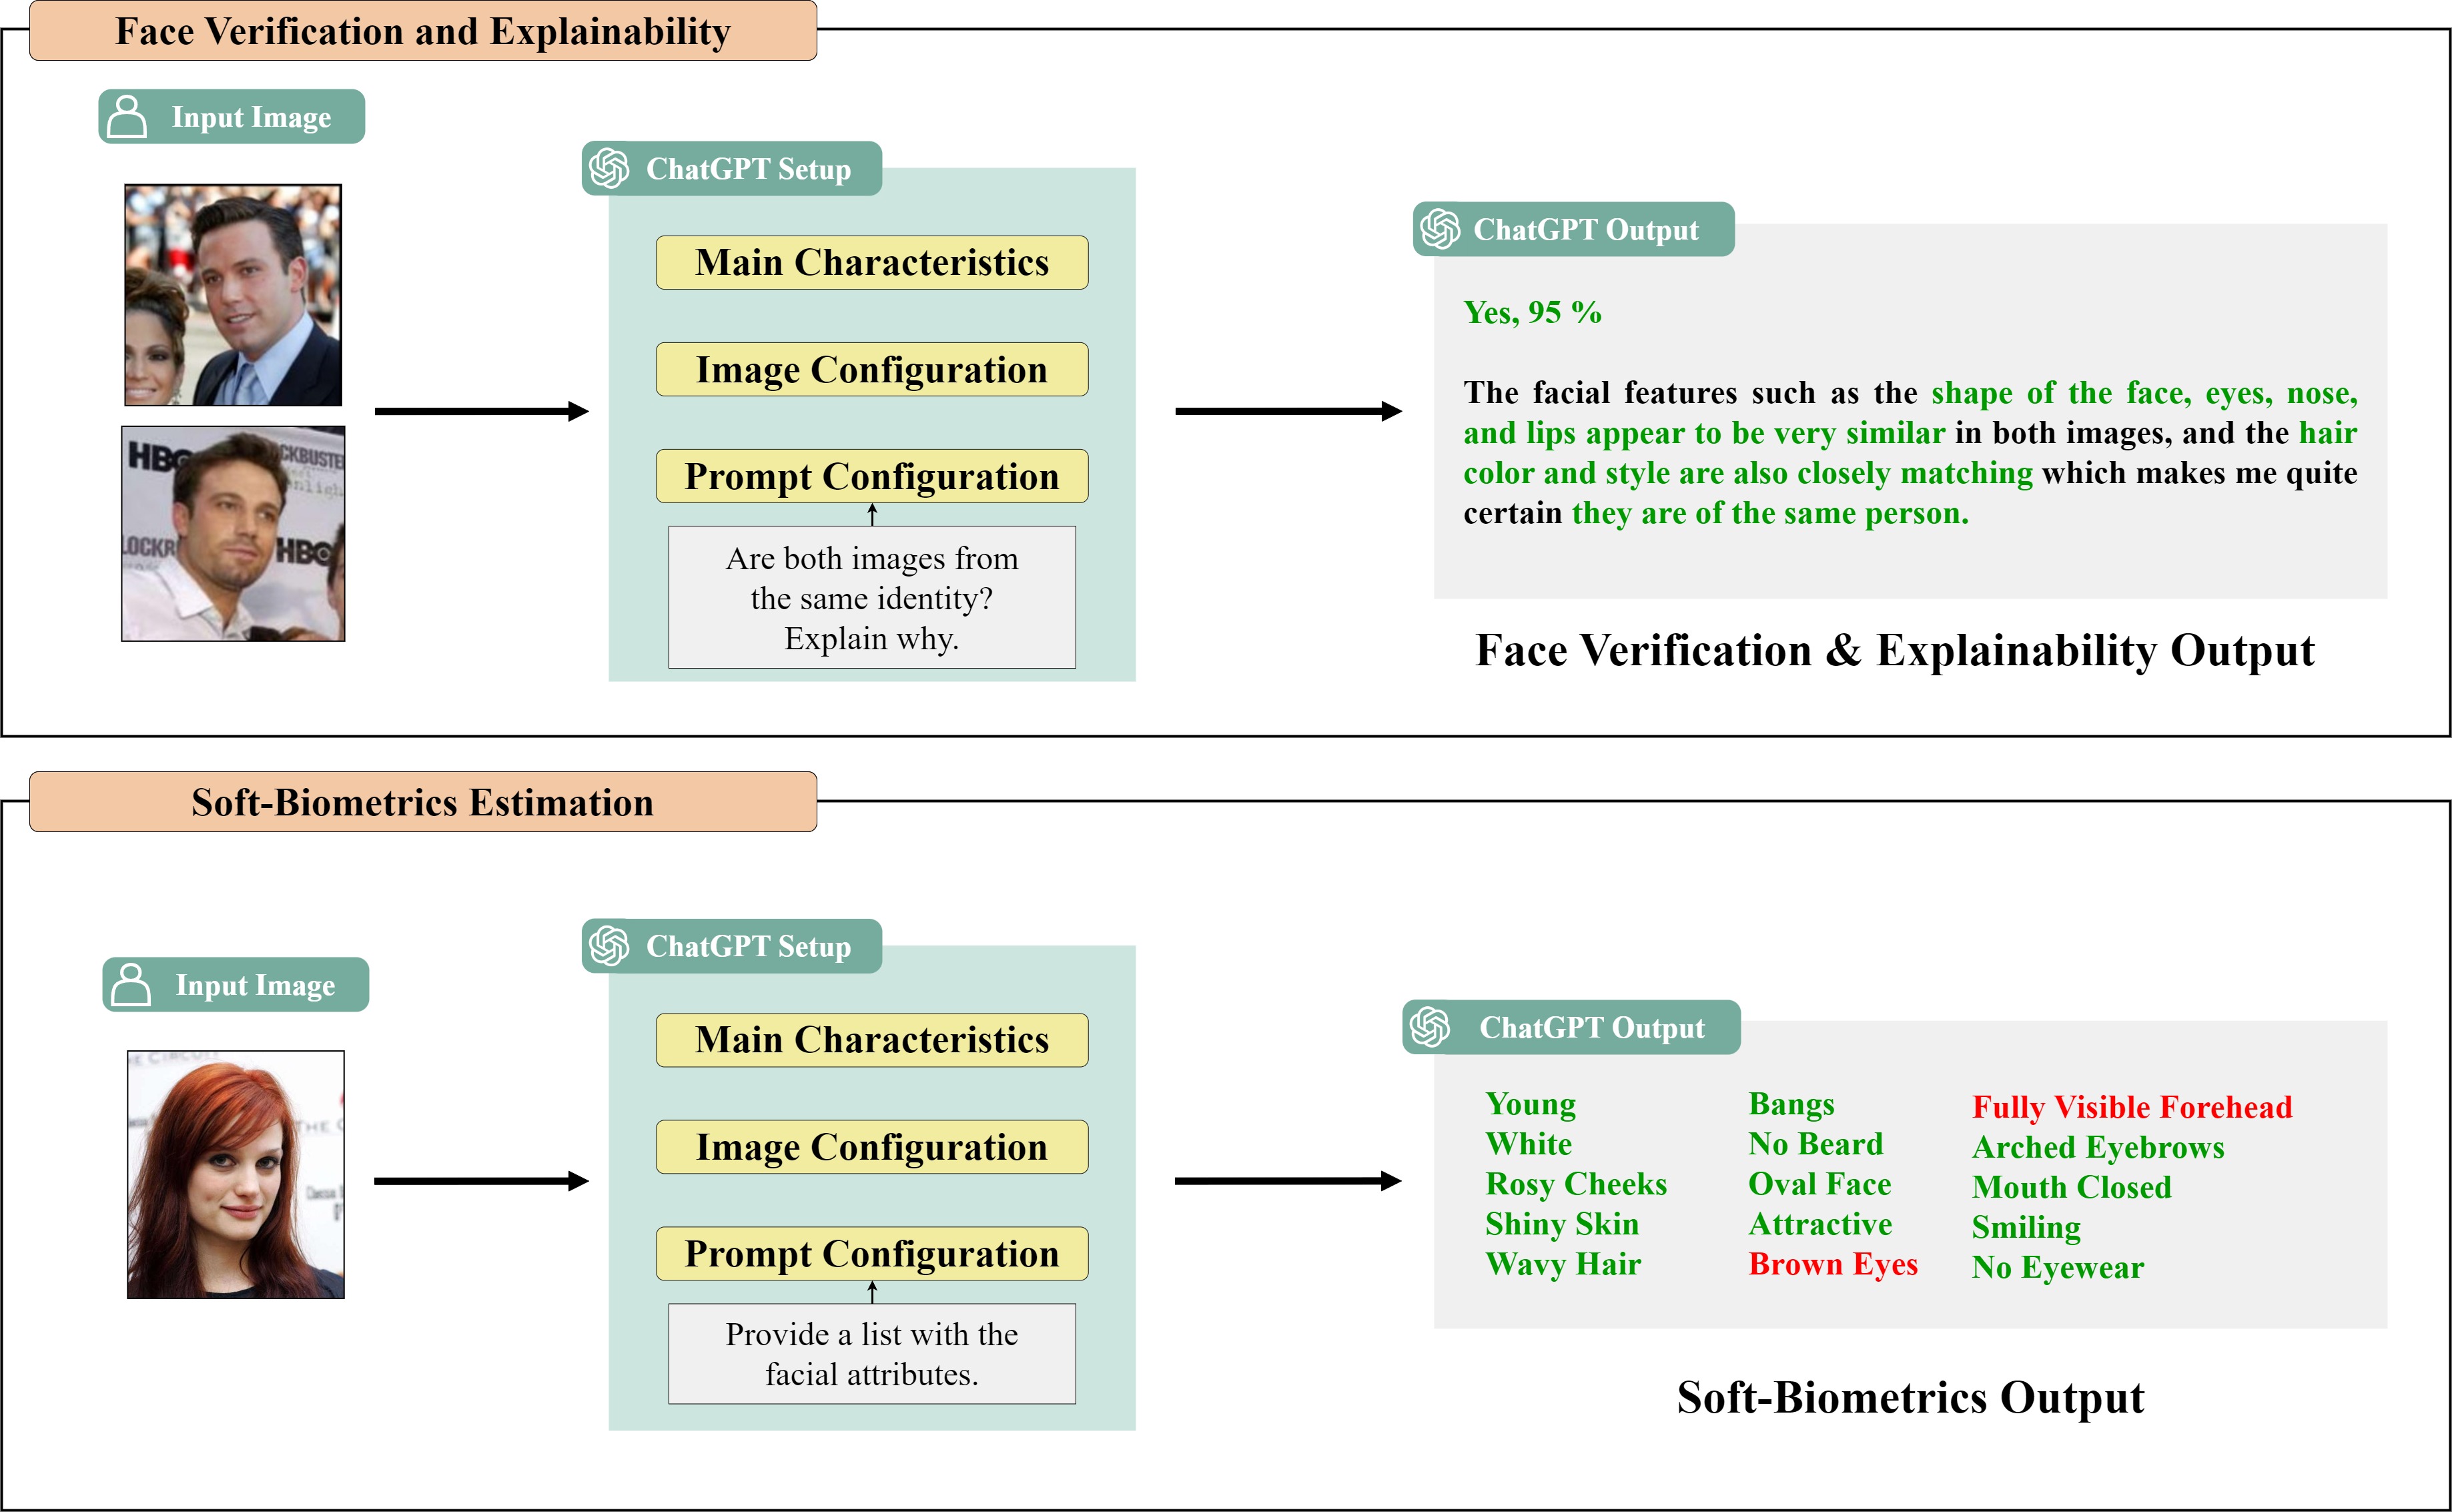 Face Verification and Explainability
Input Image
HBO
CKBUSTE
nligh
LOCKB
HBO
ChatGPT Setup
Main Characteristics
Image Configuration
Prompt Configuration
Are both images from
the same identity?
Explain why.
ChatGPT Output
Yes, 95 %
The facial features such as the shape of the face, eyes, nose,
and lips appear to be very similar in both images, and the hair
color and style are also closely matching which makes me quite
certain they are of the same person.
Face Verification & Explainability Output
Soft-Biometrics Estimation
Input Image
THE C
ChatGPT Setup
Main Characteristics
Image Configuration
Prompt Configuration
Provide a list with the
facial attributes.
ChatGPT Output
Young
White
Rosy Cheeks
Shiny Skin
Wavy Hair
Bangs
No Beard
Oval Face
Attractive
Brown Eyes
Fully Visible Forehead
Arched Eyebrows
Mouth Closed
Smiling
No Eyewear
Soft-Biometrics Output